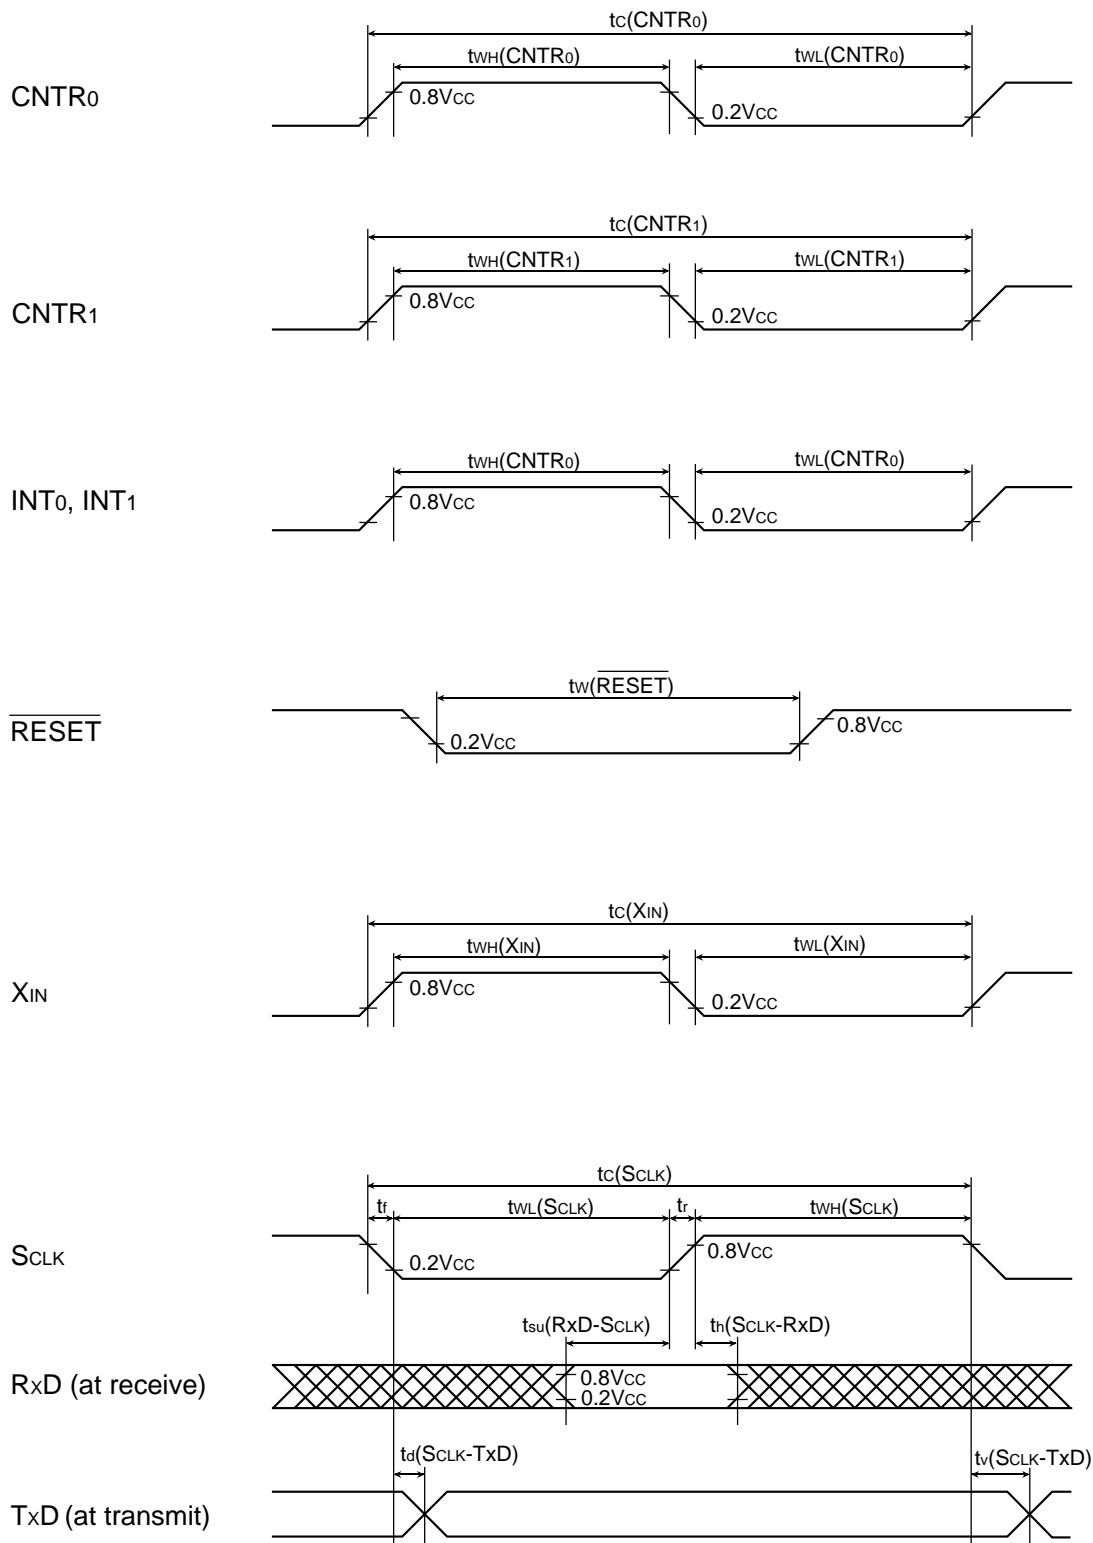 tC(CNTR0)
tWH(CNTR0) tWL(CNTR0)
CNTR0
0.8VCC
0.2VCC
tC(CNTR1)
tWH(CNTR1) tWL(CNTR1)
CNTR1
0.8VCC
0.2VCC
tWH(CNTR0) tWL(CNTR0)
INT0, INT1
0.8VCC
0.2VCC
tW(RESET)
RESET
0.2VCC
0.8VCC
tC(XIN)
tWH(XIN) tWL(XIN)
XIN
0.8VCC
0.2VCC
tC(SCLK)
tf tWL(SCLK) tr tWH(SCLK)
SCLK
0.2VCC
0.8VCC
tsu(RxD-SCLK) th(SCLK-RxD)
RXD (at receive)
0.8VCC
0.2VCC
td(SCLK-TxD) tv(SCLK-TxD)
TXD (at transmit)